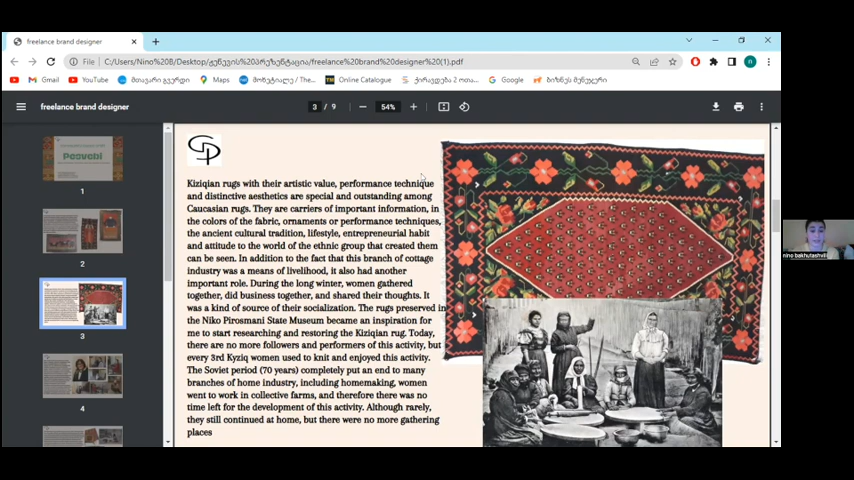 freelance brand designer
File
C:/Users/Nino%20B/Desktop/ჟენევის%20პრეზენტაცია/freelance%20brand%20designer%20(1).pdf
Gmail
YouTube
მთავარი გვერდი
Maps
Online Catalogue
Google
ბიზნეს მენეჯერი
freelance brand designer
3 / 9
54%
Pesvebi
1
2
3
4
Kiziqian rugs with their artistic value, performance technique
and distinctive aesthetics are special and outstanding among
Caucasian rugs. They are carriers of important information, in
the colors of the fabric, ornaments or performance techniques,
the ancient cultural tradition, lifestyle, entrepreneurial habit
and attitude to the world of the ethnic group that created them
can be seen. In addition to the fact that this branch of cottage
industry was a means of livelihood, it also had another
important role. During the long winter, women gathered
together, did business together, and shared their thoughts. It
was a kind of source of their socialization. The rugs preserved in
the Niko Pirosmani State Museum became an inspiration for
me to start researching and restoring the Kiziqian rug. Today,
there are no more followers and performers of this activity, but
every 3rd Kyziq women used to knit and enjoyed this activity.
The Soviet period (70 years) completely put an end to many
branches of home industry, including homemaking, women
went to work in collective farms, and therefore there was no
time left for the development of this activity. Although rarely,
they still continued at home, but there were no more gathering
places
nino bakhutashvili